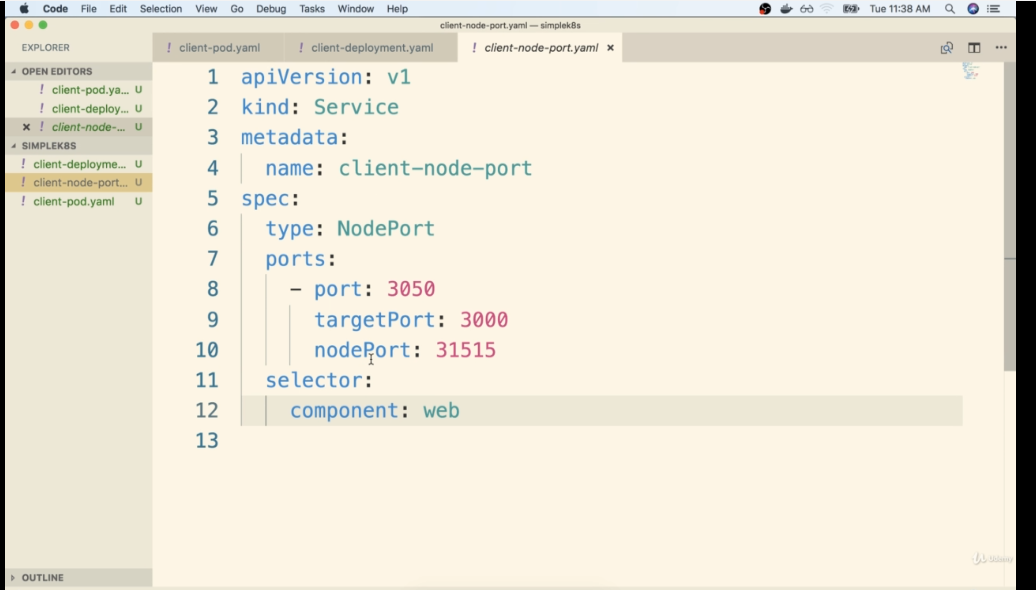 Code File Edit Selection View Go Debug Tasks Window Help Tue 11:38 AM
client-node-port.yaml — simplek8s
EXPLORER
! client-pod.yaml ! client-deployment.yaml ! client-node-port.yaml ×
OPEN EDITORS
! client-pod.ya... U
! client-deploy... U
× ! client-node-... U
SIMPLEK8S
! client-deployme... U
! client-node-port... U
! client-pod.yaml U
1 apiVersion: v1
2 kind: Service
3 metadata:
4 name: client-node-port
5 spec:
6 type: NodePort
7 ports:
8 - port: 3050
9 targetPort: 3000
10 nodePort: 31515
11 selector:
12 component: web
13
OUTLINE
Udemy